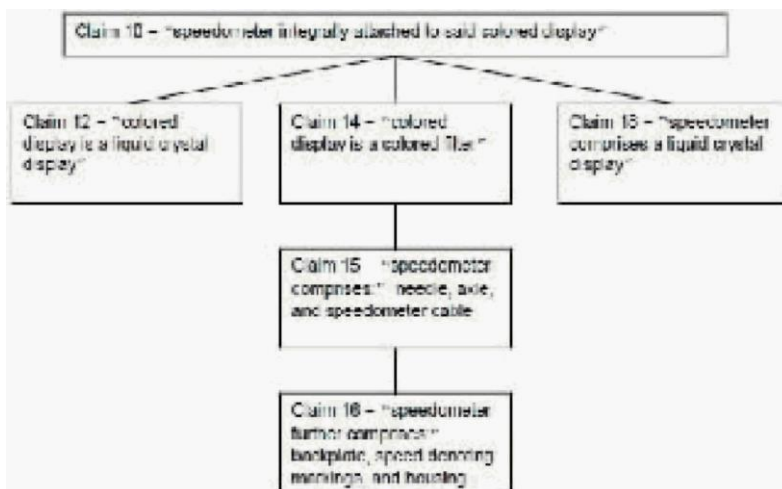 Claim 10 – "speedometer integrally attached to said colored display"
Claim 12 – "colored
display is a liquid crystal
display"
Claim 14 – "colored
display is a colored filter"
Claim 18 – "speedometer
comprises a liquid crystal
display"
Claim 15 "speedometer
comprises:" needle, axle,
and speedometer cable
Claim 16 – "speedometer
further comprises:"
backplate, speed denoting
markings, and housing